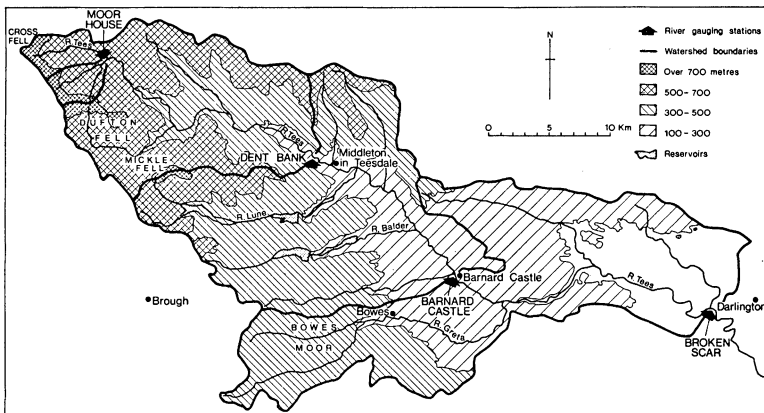 MOOR
HOUSE
CROSS
FELL
R. Tees
DUFTON
FELL
MICKLE
FELL
R. Tees
DENT BANK
Middleton
in Teesdale
R. Lune
R. Balder
Barnard Castle
BARNARD
CASTLE
Brough
Bowes
BOWES
MOOR
R. Greta
R. Tees
Darlington
BROKEN
SCAR
N
0 5 10 Km
River gauging stations
Watershed boundaries
Over 700 metres
500-700
300-500
100-300
Reservoirs